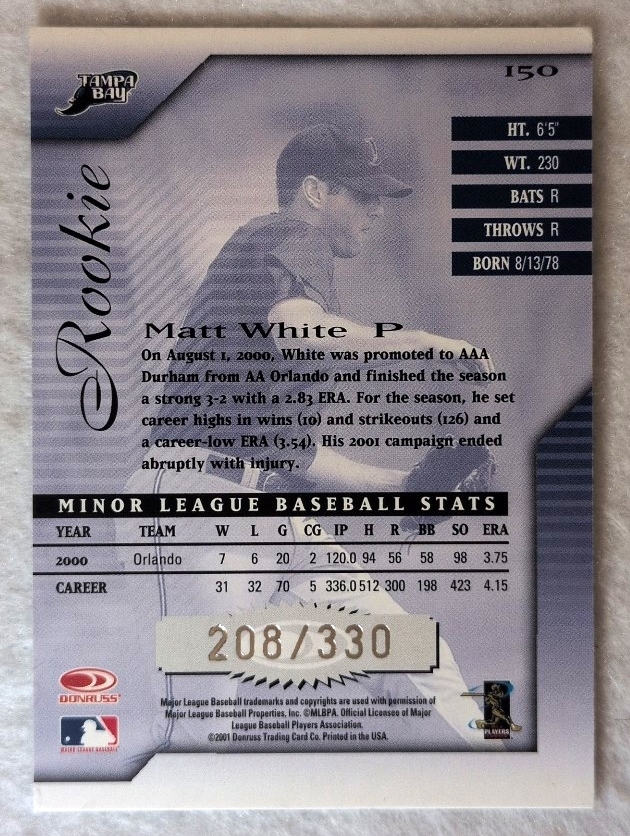 TAMPA
BAY
150
HT. 6'5"
WT. 230
BATS R
THROWS R
BORN 8/13/78
Rookie
Matt White P
On August 1, 2000, White was promoted to AAA
Durham from AA Orlando and finished the season
a strong 3-2 with a 2.83 ERA. For the season, he set
career highs in wins (10) and strikeouts (126) and
a career-low ERA (3.54). His 2001 campaign ended
abruptly with injury.
MINOR LEAGUE BASEBALL STATS
YEAR TEAM W L G CG IP H R BB SO ERA
2000 Orlando 7 6 20 2 120.0 94 56 58 98 3.75
CAREER 31 32 70 5 336.0 512 300 198 423 4.15
208/330
DONRUSS
Major League Baseball trademarks and copyrights are used with permission of
Major League Baseball Properties, Inc. ©MLBPA. Official Licensee of Major
League Baseball Players Association.
©2001 Donruss Trading Card Co. Printed in the USA.
MAJOR LEAGUE BASEBALL
PLAYERS